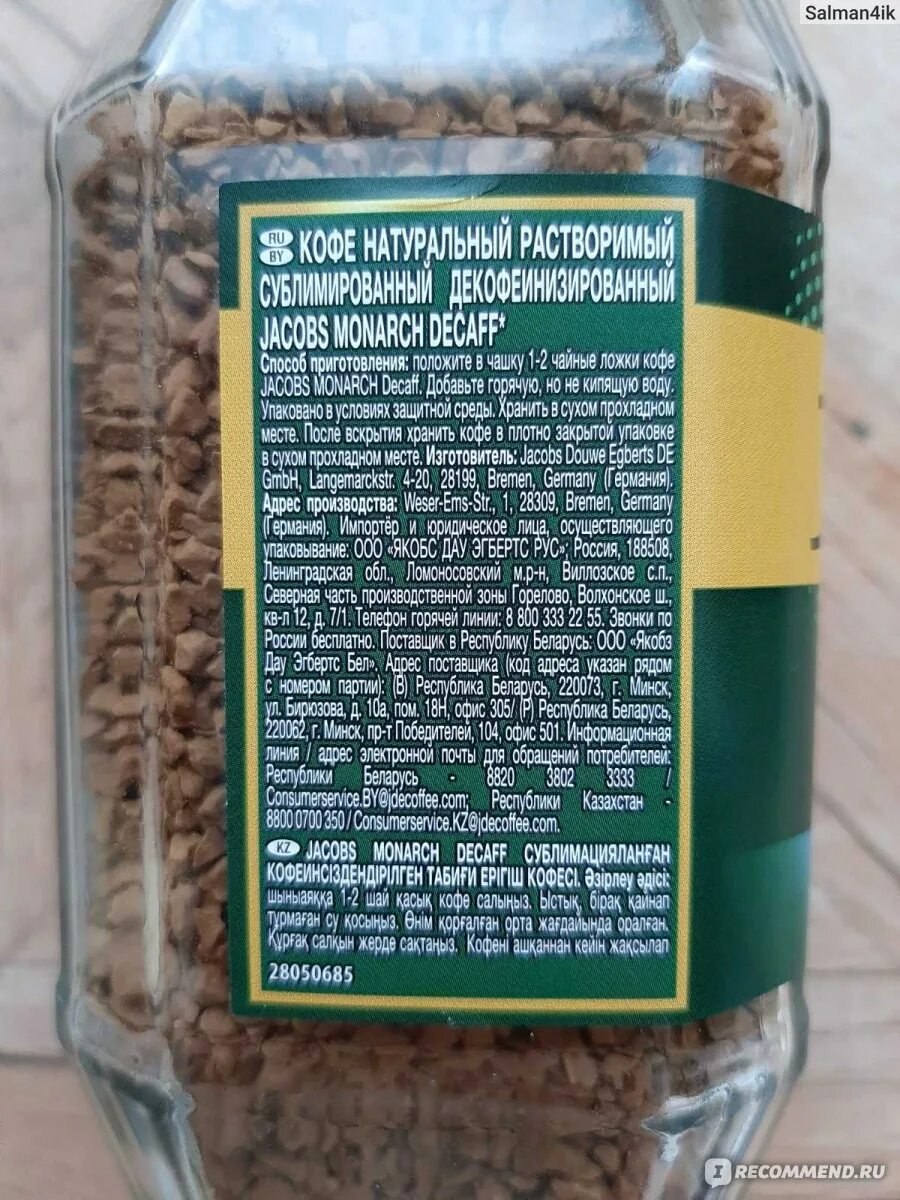 Salman4ik
RU
BY
КОФЕ НАТУРАЛЬНЫЙ РАСТВОРИМЫЙ
СУБЛИМИРОВАННЫЙ ДЕКОФЕИНИЗИРОВАННЫЙ
JACOBS MONARCH DECAFF*
Способ приготовления: положите в чашку 1-2 чайные ложки кофе
JACOBS MONARCH Decaff. Добавьте горячую, но не кипящую воду.
Упаковано в условиях защитной среды. Хранить в сухом прохладном
месте. После вскрытия хранить кофе в плотно закрытой упаковке
в сухом прохладном месте. Изготовитель: Jacobs Douwe Egberts DE
GmbH, Langemarckstr. 4-20, 28199, Bremen, Germany (Германия).
Адрес производства: Weser-Ems-Str., 1, 28309, Bremen, Germany
(Германия). Импортёр и юридическое лицо, осуществляющего
упаковывание: ООО «ЯКОБС ДАУ ЭГБЕРТС РУС»; Россия, 188508,
Ленинградская обл., Ломоносовский м.р-н, Виллозское с.п.,
Северная часть производственной зоны Горелово, Волхонское ш.,
кв-л 12, д. 7/1. Телефон горячей линии: 8 800 333 22 55. Звонки по
России бесплатно. Поставщик в Республику Беларусь: ООО «Якобз
Дау Эгбертс Бел». Адрес поставщика (код адреса указан рядом
с номером партии): (В) Республика Беларусь, 220073, г. Минск,
ул. Бирюзова, д. 10а, пом. 18Н, офис 305/ (Р) Республика Беларусь,
220062, г. Минск, пр-т Победителей, 104, офис 501. Информационная
линия / адрес электронной почты для обращений потребителей:
Республики Беларусь - 8820 3802 3333 /
Consumerservice.BY@jdecoffee.com; Республики Казахстан -
8800 0700 350 / Consumerservice.KZ@jdecoffee.com.
KZ JACOBS MONARCH DECAFF СУБЛИМАЦИЯЛАНҒАН
КОФЕИНСІЗДЕНДІРІЛГЕН ТАБИҒИ ЕРІГІШ КОФЕСІ. Әзірлеу әдісі:
шыныаяққа 1-2 шай қасық кофе салыңыз. Ыстық, бірақ қайнап
тұрмаған су қосыңыз. Өнім қорғалған орта жағдайында оралған.
Құрғақ салқын жерде сақтаңыз. Кофені ашқаннан кейін жақсылап
28050685
IRECOMMEND.RU